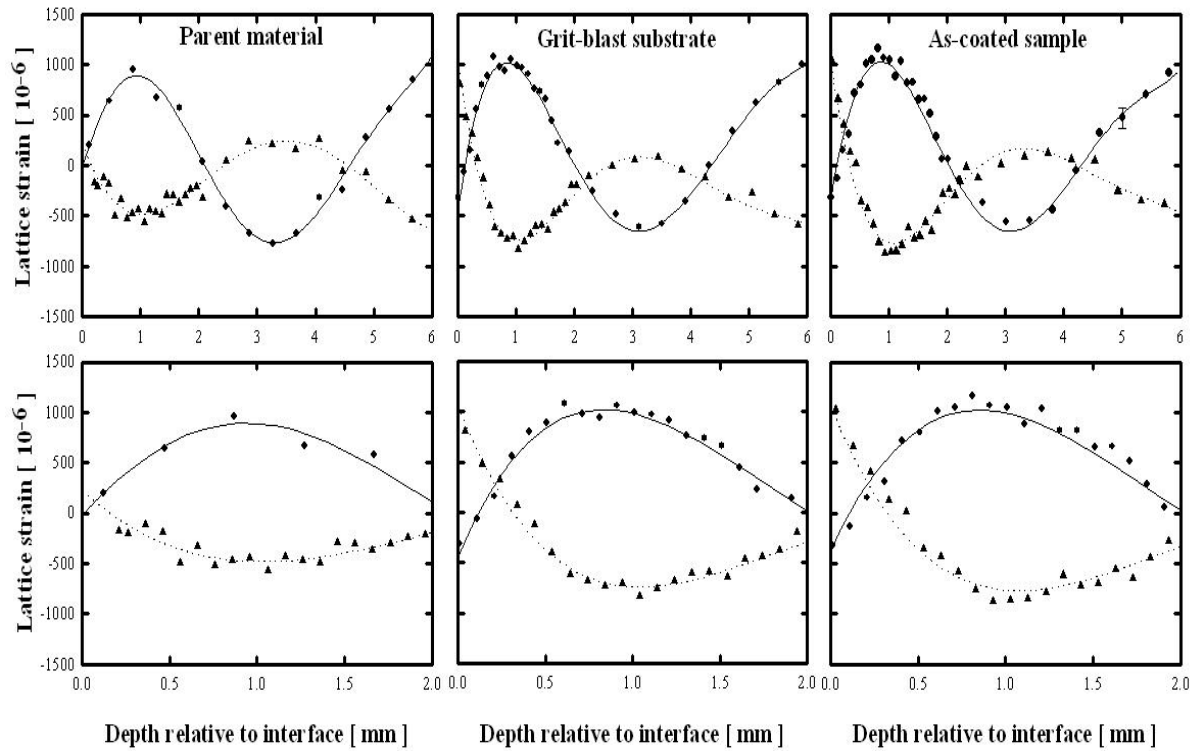 Parent material
Grit-blast substrate
As-coated sample
Lattice strain [ 10⁻⁶ ]
1500
1000
500
0
-500
-1000
-1500
0 1 2 3 4 5 6
0 1 2 3 4 5 6
0 1 2 3 4 5 6
Lattice strain [ 10⁻⁶ ]
1500
1000
500
0
-500
-1000
-1500
0.0 0.5 1.0 1.5 2.0
0.0 0.5 1.0 1.5 2.0
0.0 0.5 1.0 1.5 2.0
Depth relative to interface [ mm ]
Depth relative to interface [ mm ]
Depth relative to interface [ mm ]